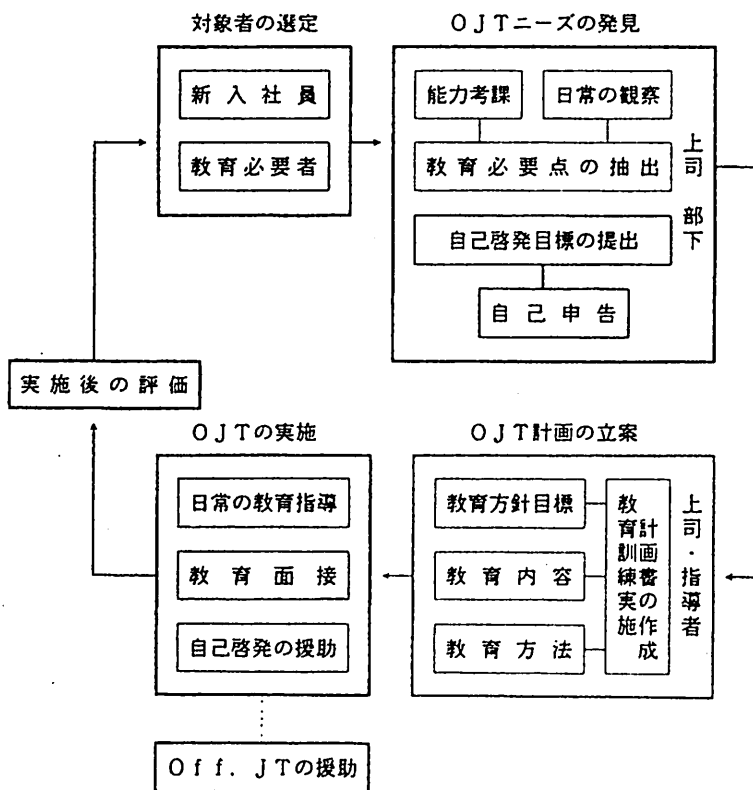 対象者の選定
新入社員
教育必要者
OJTニーズの発見
能力考課
日常の観察
教育必要点の抽出
上司
自己啓発目標の提出
部下
自己申告
実施後の評価
OJT計画の立案
教育方針目標
教育内容
教育方法
教育訓練実施
計画書の作成
上司・指導者
OJTの実施
日常の教育指導
教育面接
自己啓発の援助
Off. JTの援助